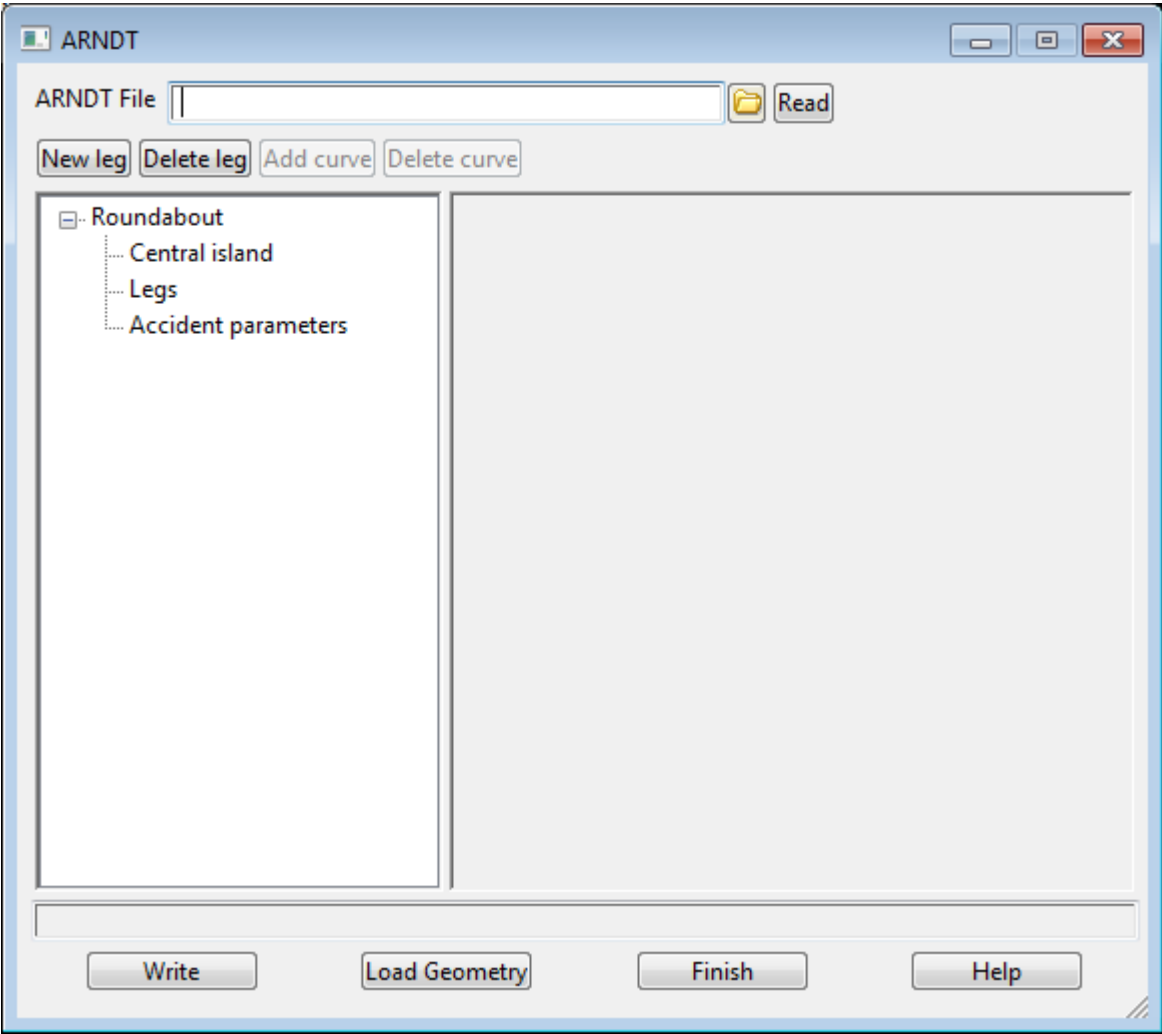 ARNDT
ARNDT File Read
New leg Delete leg Add curve Delete curve
Roundabout
Central island
Legs
Accident parameters
Write Load Geometry Finish Help